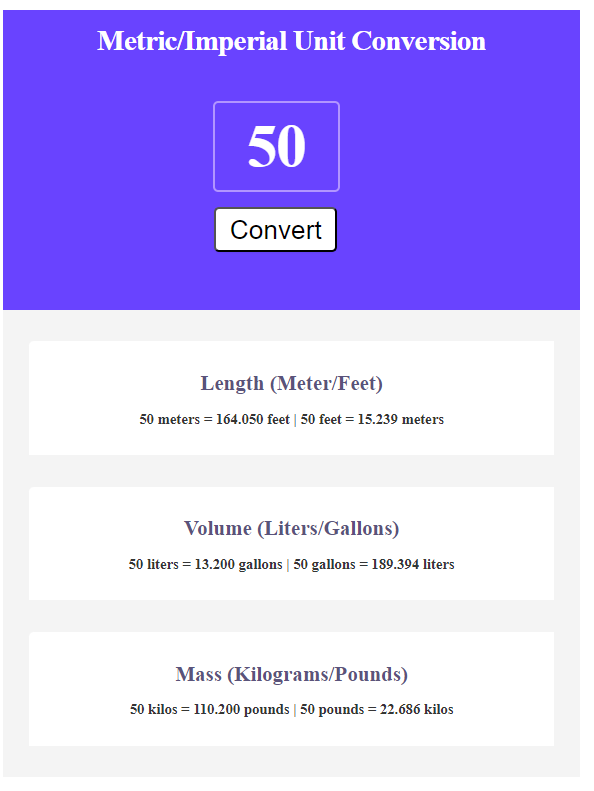 Metric/Imperial Unit Conversion
50
Convert
Length (Meter/Feet)
50 meters = 164.050 feet | 50 feet = 15.239 meters
Volume (Liters/Gallons)
50 liters = 13.200 gallons | 50 gallons = 189.394 liters
Mass (Kilograms/Pounds)
50 kilos = 110.200 pounds | 50 pounds = 22.686 kilos